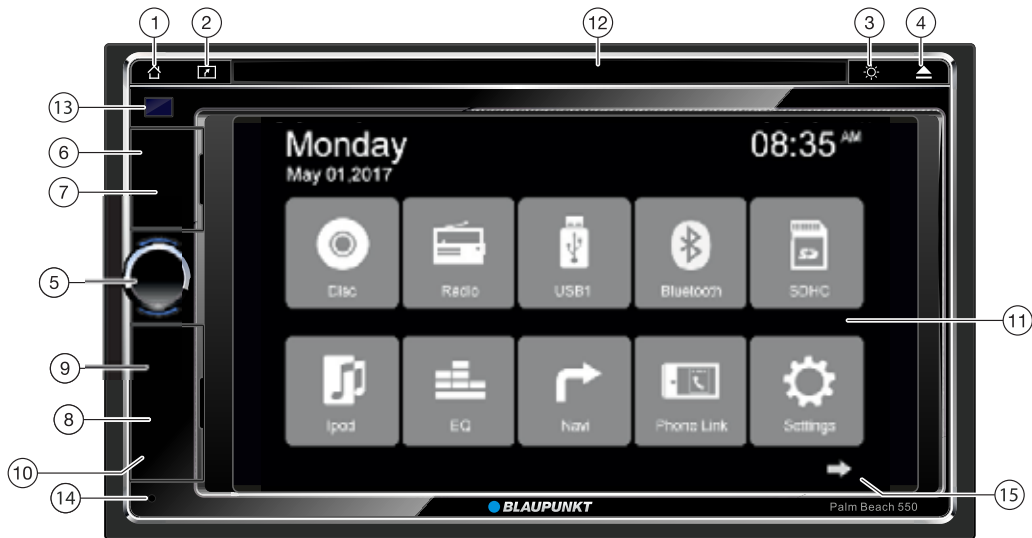 1
2
12
3
4
13
6
7
5
9
8
10
14
11
15
Monday
May 01,2017
08:35 AM
Disc
Radio
USB1
Bluetooth
SDHC
Ipod
EQ
Navi
Phone Link
Settings
BLAUPUNKT
Palm Beach 550